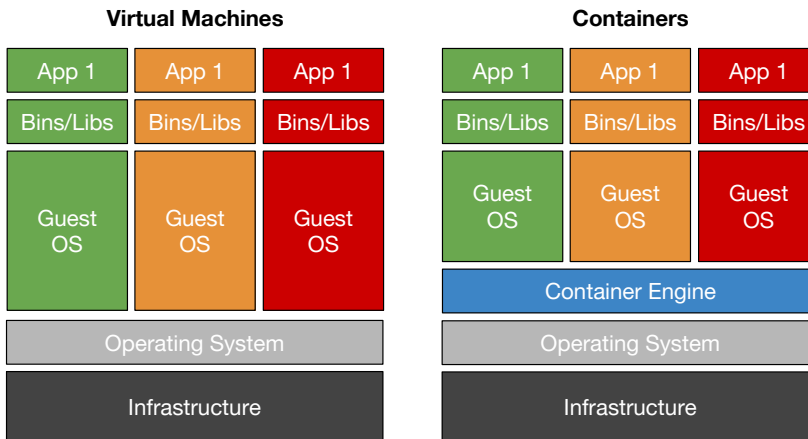 Virtual Machines
App 1 App 1 App 1
Bins/Libs Bins/Libs Bins/Libs
Guest OS Guest OS Guest OS
Operating System
Infrastructure
Containers
App 1 App 1 App 1
Bins/Libs Bins/Libs Bins/Libs
Guest OS Guest OS Guest OS
Container Engine
Operating System
Infrastructure